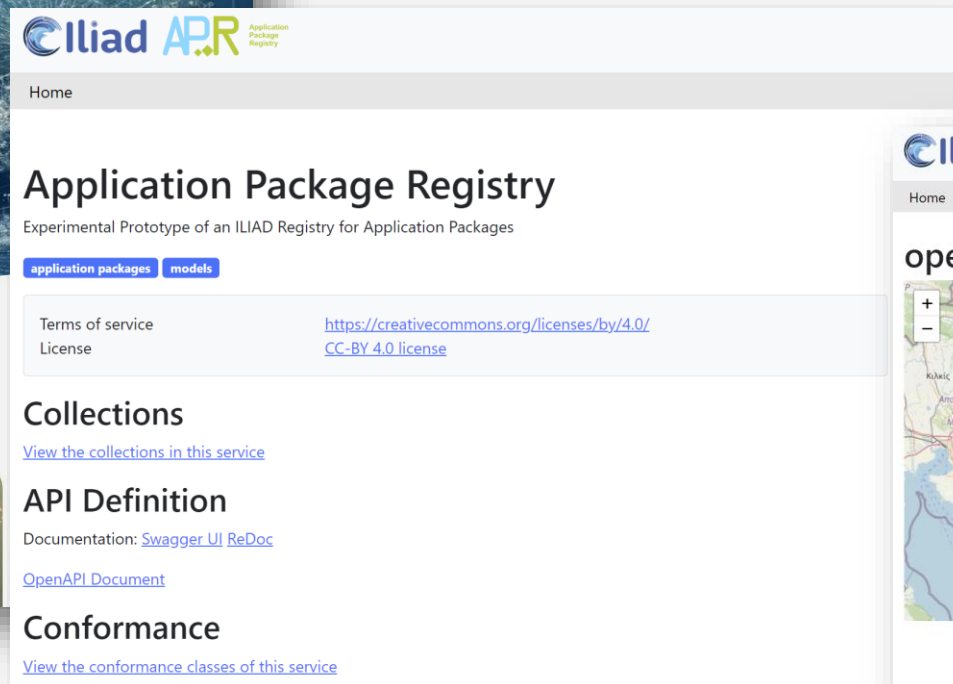 Iliad APR Application
Package
Registry
Home
Application Package Registry
Experimental Prototype of an ILIAD Registry for Application Packages
application packages models
Terms of service https://creativecommons.org/licenses/by/4.0/
License CC-BY 4.0 license
Collections
View the collections in this service
API Definition
Documentation: Swagger UI ReDoc
OpenAPI Document
Conformance
View the conformance classes of this service
Home
+
−
Κιλκίς